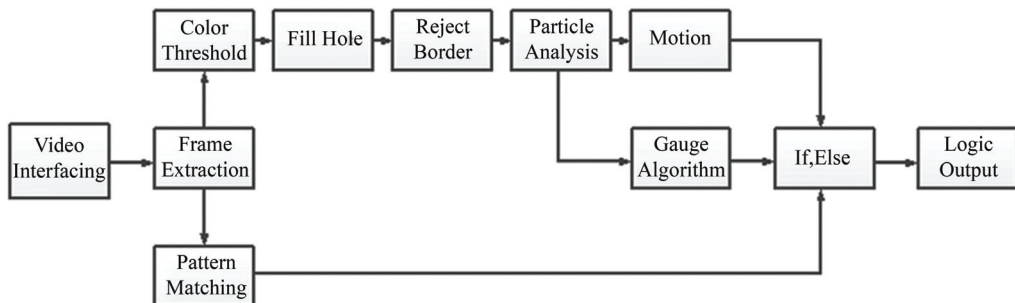 Color
Threshold
Fill Hole
Reject
Border
Particle
Analysis
Motion
Video
Interfacing
Frame
Extraction
Gauge
Algorithm
If,Else
Logic
Output
Pattern
Matching